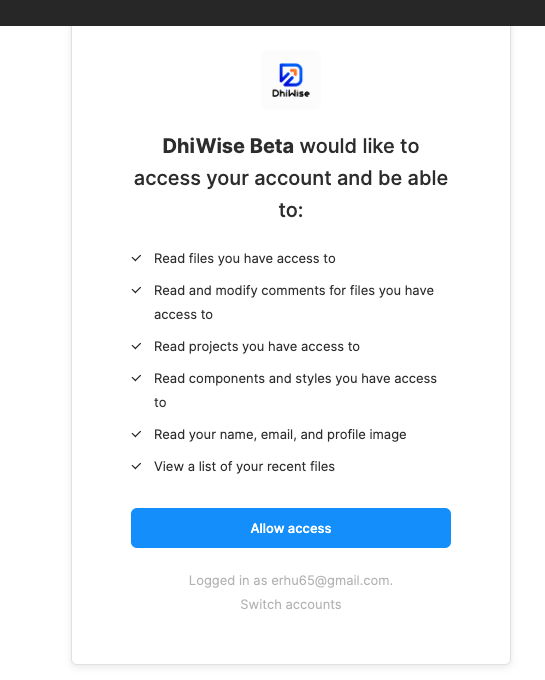 DhiWise
DhiWise Beta would like to
access your account and be able
to:
Read files you have access to
Read and modify comments for files you have
access to
Read projects you have access to
Read components and styles you have access
to
Read your name, email, and profile image
View a list of your recent files
Allow access
Logged in as erhu65@gmail.com.
Switch accounts